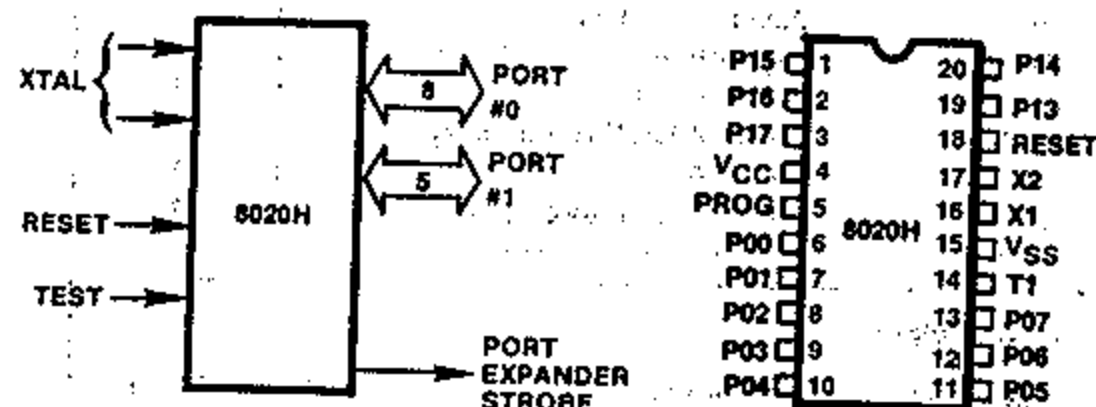 XTAL
RESET
TEST
8020H
8
PORT
#0
5
PORT
#1
PORT
EXPANDER
STROBE
P15 1
P16 2
P17 3
VCC 4
PROG 5
P00 6
P01 7
P02 8
P03 9
P04 10
8020H
20 P14
19 P13
18 RESET
17 X2
16 X1
15 VSS
14 T1
13 P07
12 P06
11 P05